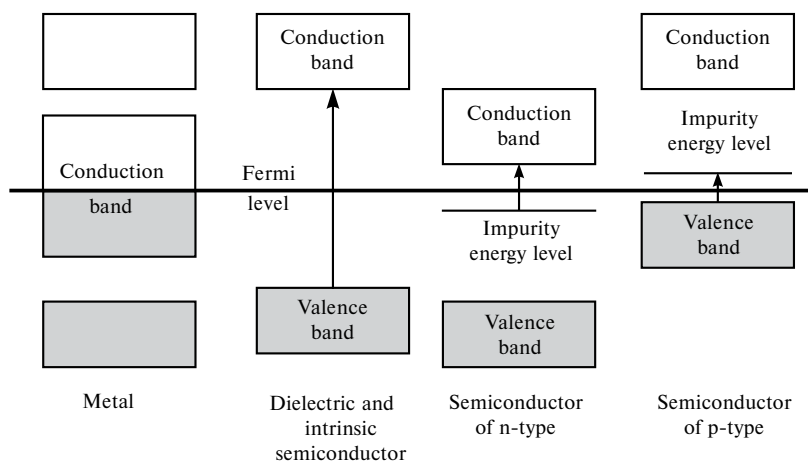 Conduction
band
Fermi
level
Metal
Conduction
band
Valence
band
Dielectric and
intrinsic
semiconductor
Conduction
band
Impurity
energy level
Valence
band
Semiconductor
of n-type
Conduction
band
Impurity
energy level
Valence
band
Semiconductor
of p-type